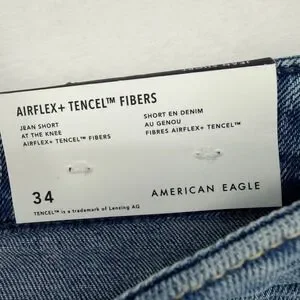 AIRFLEX+ TENCEL™ FIBERS
JEAN SHORT
AT THE KNEE
AIRFLEX+ TENCEL™ FIBERS
SHORT EN DENIM
AU GENOU
FIBRES AIRFLEX+ TENCEL™
34
AMERICAN EAGLE
TENCEL™ is a trademark of Lenzing AG